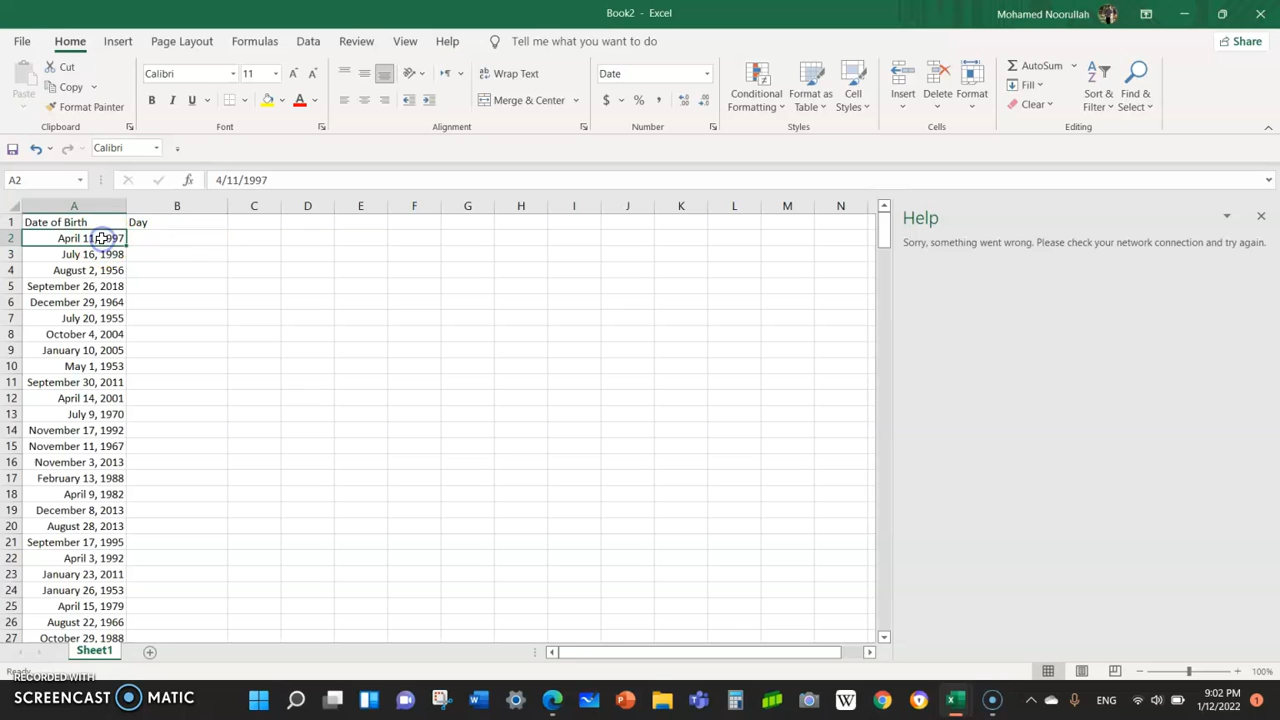 Book2 - Excel
Mohamed Noorullah
File Home Insert Page Layout Formulas Data Review View Help Tell me what you want to do Share
Paste
Cut
Copy
Format Painter
Clipboard
Calibri 11
B I U
Font
Wrap Text
Merge & Center
Alignment
Date
$ % ,
Number
Conditional Formatting
Format as Table
Cell Styles
Styles
Insert Delete Format
Cells
AutoSum
Fill
Clear
Sort & Filter
Find & Select
Editing
Calibri
A2 fx 4/11/1997
A B C D E F G H I J K L M N
1 Date of Birth Day
2 April 11, 1997
3 July 16, 1998
4 August 2, 1956
5 September 26, 2018
6 December 29, 1964
7 July 20, 1955
8 October 4, 2004
9 January 10, 2005
10 May 1, 1953
11 September 30, 2011
12 April 14, 2001
13 July 9, 1970
14 November 17, 1992
15 November 11, 1967
16 November 3, 2013
17 February 13, 1988
18 April 9, 1982
19 December 8, 2013
20 August 28, 2013
21 September 17, 1995
22 April 3, 1992
23 January 23, 2011
24 January 26, 1953
25 April 15, 1979
26 August 22, 1966
27 October 29, 1988
Help
Sorry, something went wrong. Please check your network connection and try again.
Sheet1
100%
RECORDED WITH
SCREENCAST MATIC
ENG
9:02 PM
1/12/2022